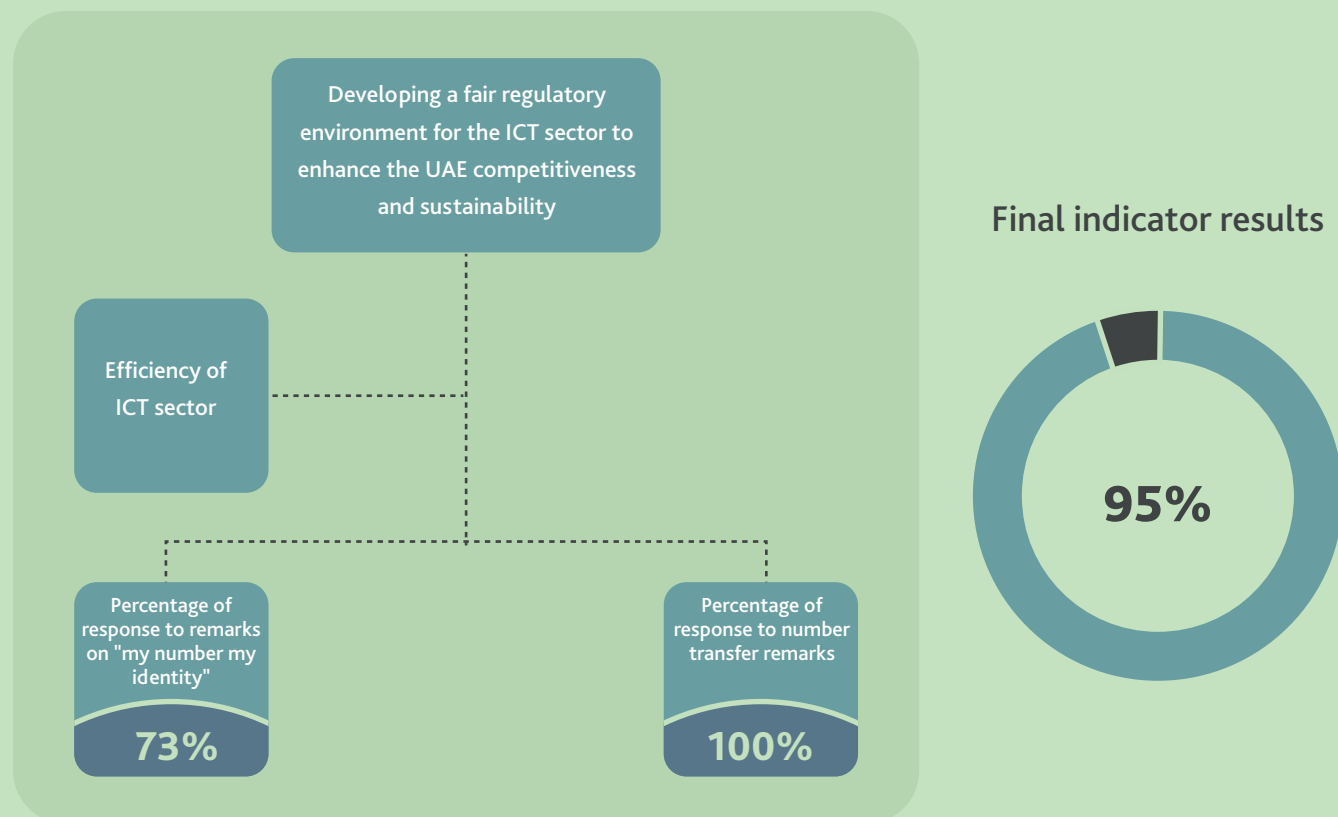 Developing a fair regulatory
environment for the ICT sector to
enhance the UAE competitiveness
and sustainability
Final indicator results
Efficiency of
ICT sector
95%
Percentage of
response to remarks
on "my number my
identity"
73%
Percentage of
response to number
transfer remarks
100%